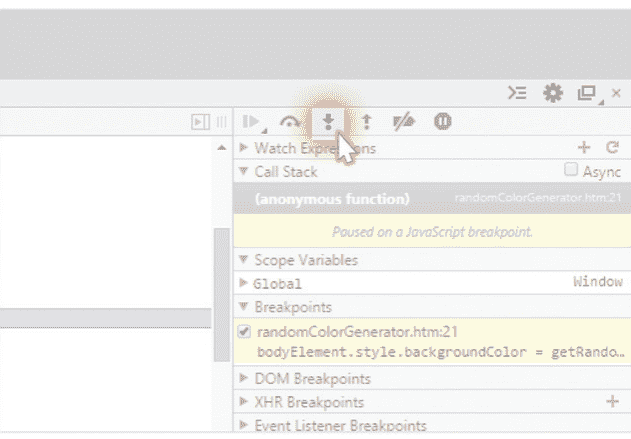 Watch Expressions
Call Stack
Async
(anonymous function) randomColorGenerator.htm:21
Paused on a JavaScript breakpoint.
Scope Variables
Global Window
Breakpoints
randomColorGenerator.htm:21
bodyElement.style.backgroundColor = getRando…
DOM Breakpoints
XHR Breakpoints
Event Listener Breakpoints